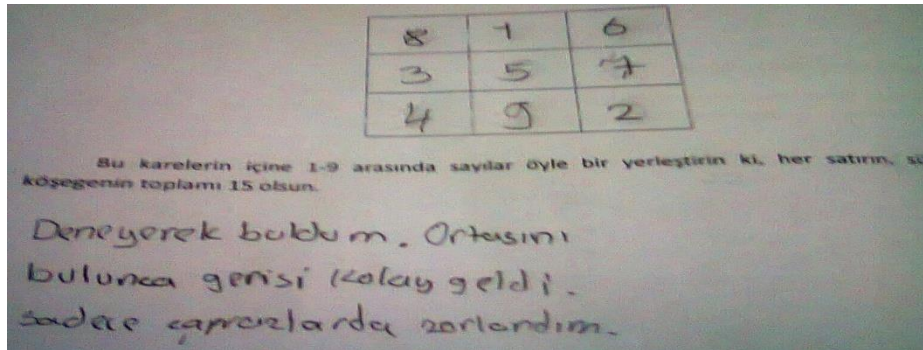 8 1 6
3 5 7
4 9 2
Bu karelerin içine 1-9 arasında sayılar öyle bir yerleştirin ki, her satırın,
köşegenin toplamı 15 olsun.
Deneyerek buldum. Ortasını
bulunca gerisi kolay geldi.
sadece çaprazlarda zorlandım.